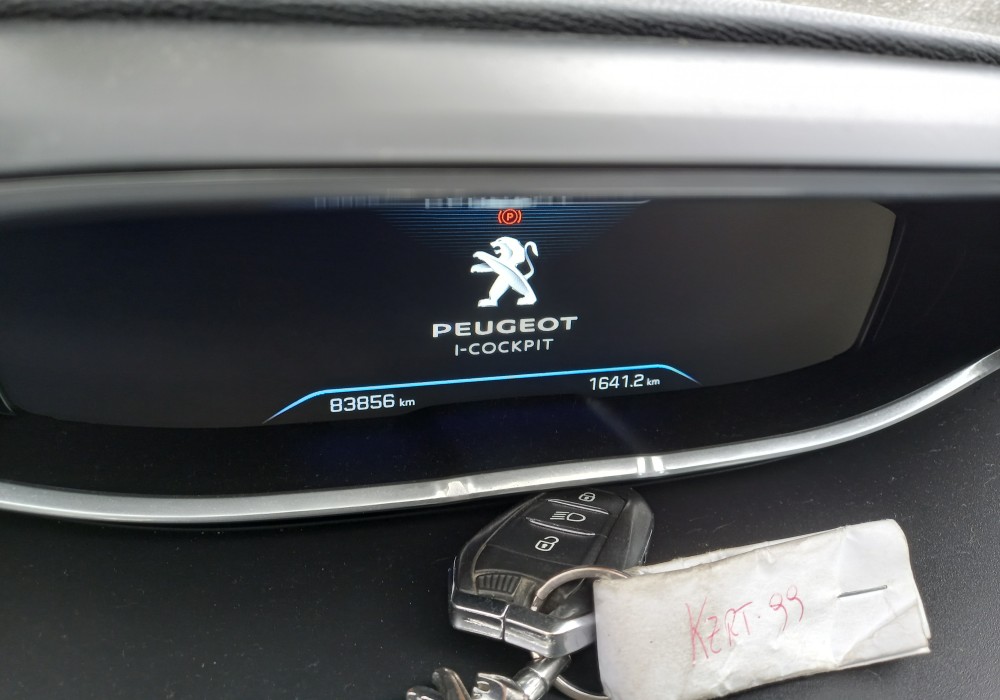 P
PEUGEOT
I-COCKPIT
83856 km
1641.2 km
KZRT-99